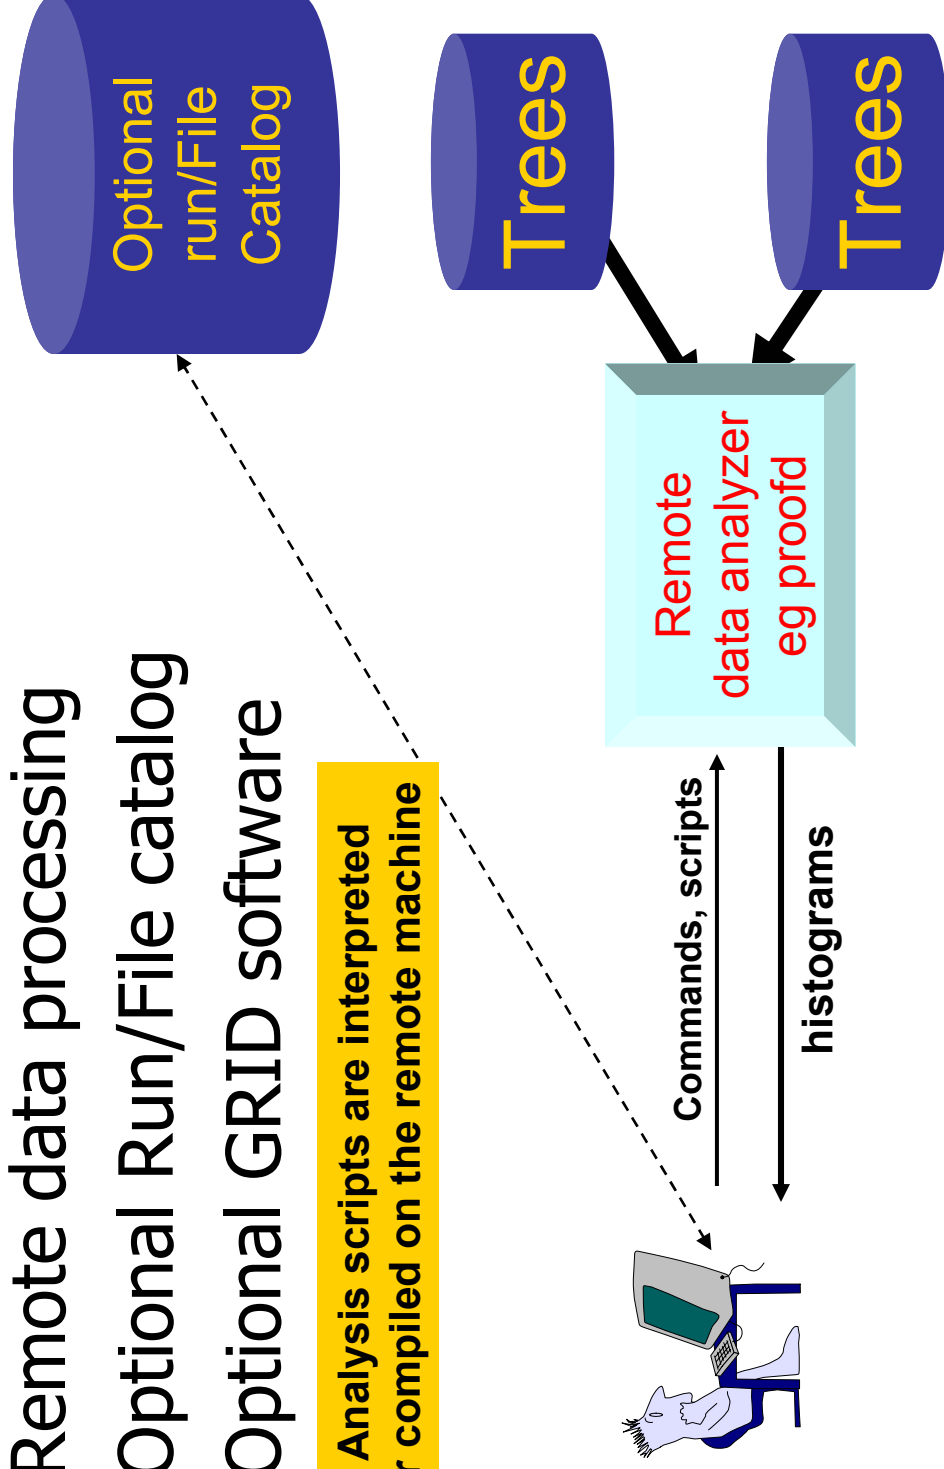 Remote data processing
Optional Run/File catalog
Optional GRID software
Analysis scripts are interpreted
compiled on the remote machine
Optional
run/File
Catalog
Trees
Trees
Remote
data analyzer
eg proofd
Commands, scripts
histograms